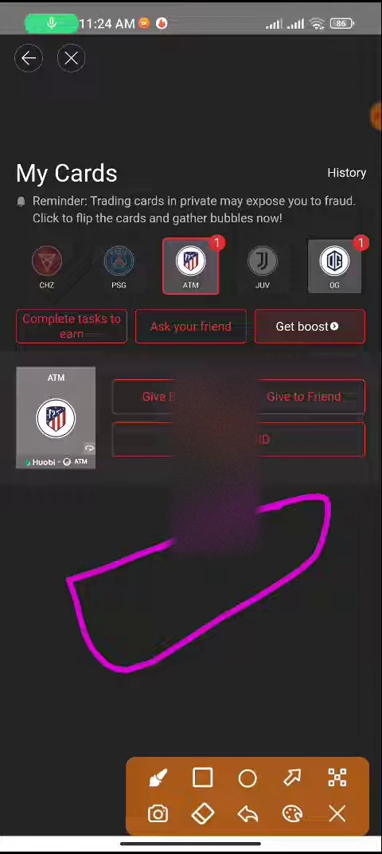 11:24 AM
86
My Cards
History
Reminder: Trading cards in private may expose you to fraud.
Click to flip the cards and gather bubbles now!
1
1
CHZ
PSG
ATM
JUV
OG
Complete tasks to
earn
Ask your friend
Get boost
ATM
Give
Give to Friend
Huobi - ATM